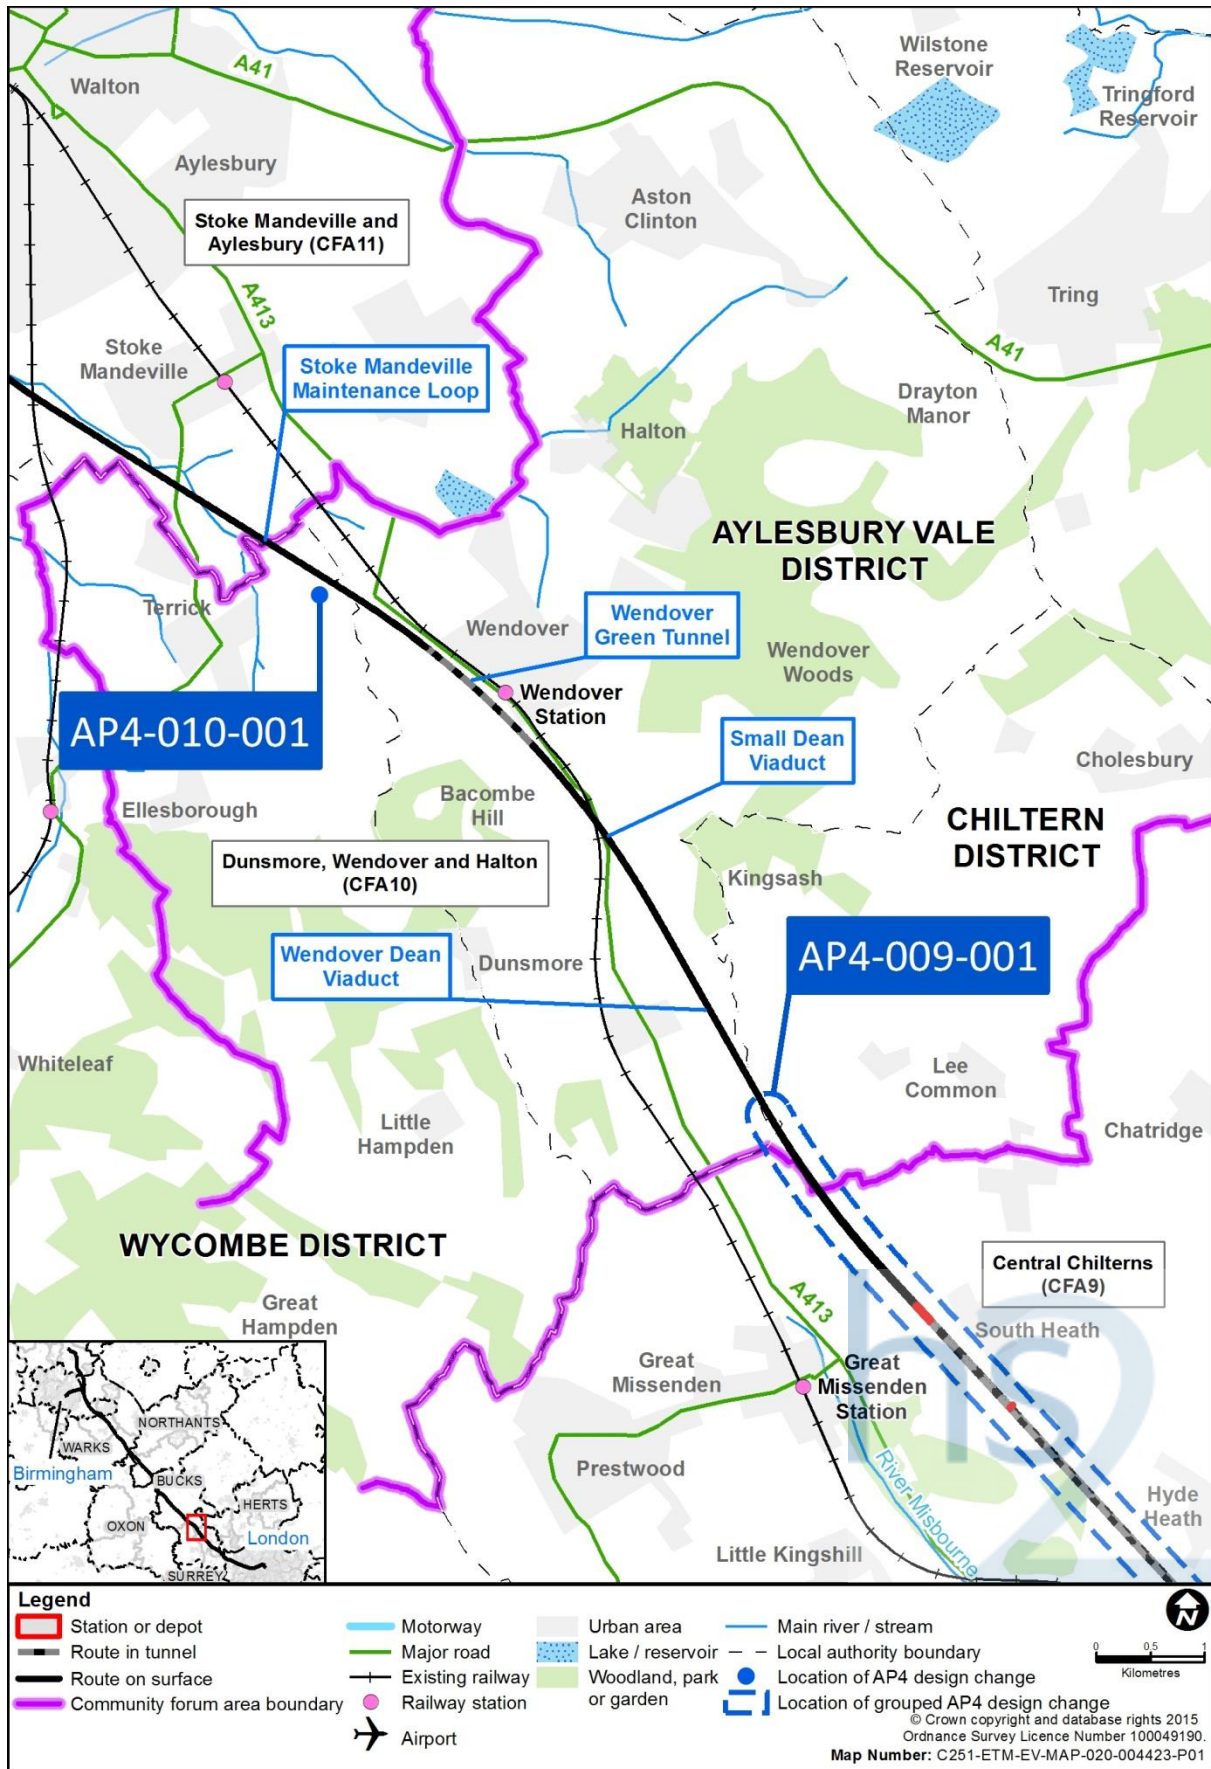 Wilstone
Reservoir
Tringford
Reservoir
A41
Walton
Aylesbury
Aston
Clinton
Stoke Mandeville and
Aylesbury (CFA11)
Tring
A413
A41
Stoke
Mandeville
Stoke Mandeville
Maintenance Loop
Drayton
Manor
Halton
AYLESBURY VALE
DISTRICT
Terrick
Wendover
Wendover
Green Tunnel
Wendover
Woods
Wendover
Station
AP4-010-001
Small Dean
Viaduct
Cholesbury
Ellesborough
Bacombe
Hill
CHILTERN
DISTRICT
Dunsmore, Wendover and Halton
(CFA10)
Kingsash
Wendover Dean
Viaduct
Dunsmore
AP4-009-001
Whiteleaf
Lee
Common
Little
Hampden
Chatridge
WYCOMBE DISTRICT
Central Chilterns
(CFA9)
Great
Hampden
A413
South Heath
Great
Missenden
Great
Missenden
Station
hs2
Prestwood
River Misbourne
Hyde
Heath
Little Kingshill
NORTHANTS
WARKS
Birmingham
BUCKS
HERTS
OXON
London
SURREY
Legend
Station or depot
Route in tunnel
Route on surface
Community forum area boundary
Motorway
Major road
Existing railway
Railway station
Airport
Urban area
Lake / reservoir
Woodland, park
or garden
Main river / stream
Local authority boundary
Location of AP4 design change
Location of grouped AP4 design change
N
0 0.5 1
Kilometres
© Crown copyright and database rights 2015
Ordnance Survey Licence Number 100049190.
Map Number: C251-ETM-EV-MAP-020-004423-P01